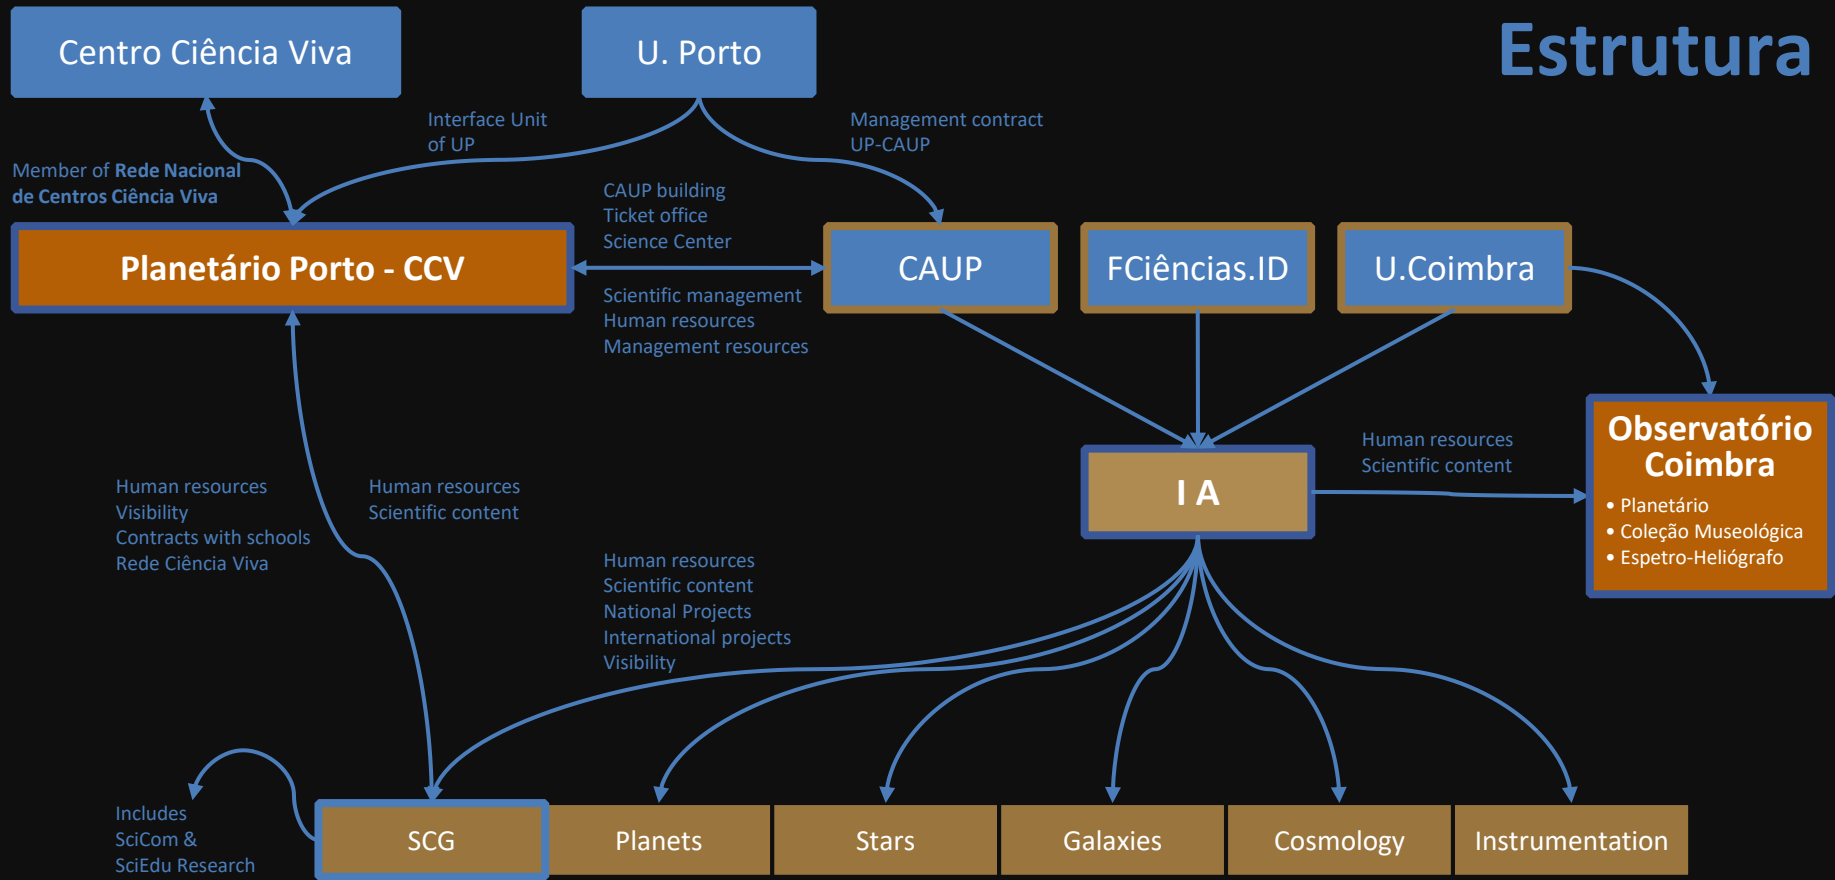 Estrutura
Centro Ciência Viva
U. Porto
Interface Unit
of UP
Management contract
UP-CAUP
Member of Rede Nacional
de Centros Ciência Viva
CAUP building
Ticket office
Science Center
Planetário Porto - CCV
CAUP
FCiências.ID
U.Coimbra
Scientific management
Human resources
Management resources
Observatório
Coimbra
• Planetário
• Coleção Museológica
• Espetro-Heliógrafo
Human resources
Scientific content
I A
Human resources
Visibility
Contracts with schools
Rede Ciência Viva
Human resources
Scientific content
Human resources
Scientific content
National Projects
International projects
Visibility
Includes
SciCom &
SciEdu Research
SCG
Planets
Stars
Galaxies
Cosmology
Instrumentation